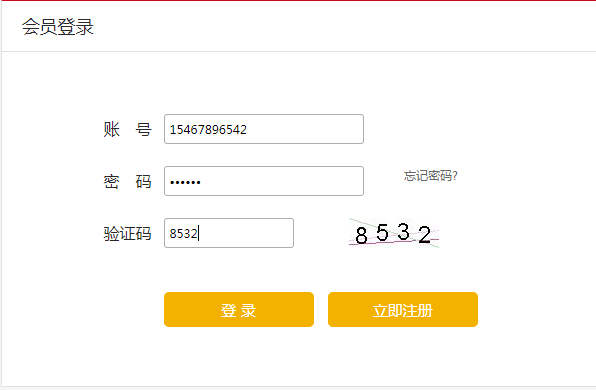 会员登录
账 号 15467896542
密 码 •••••• 忘记密码?
验证码 8532 8532
登 录 立即注册